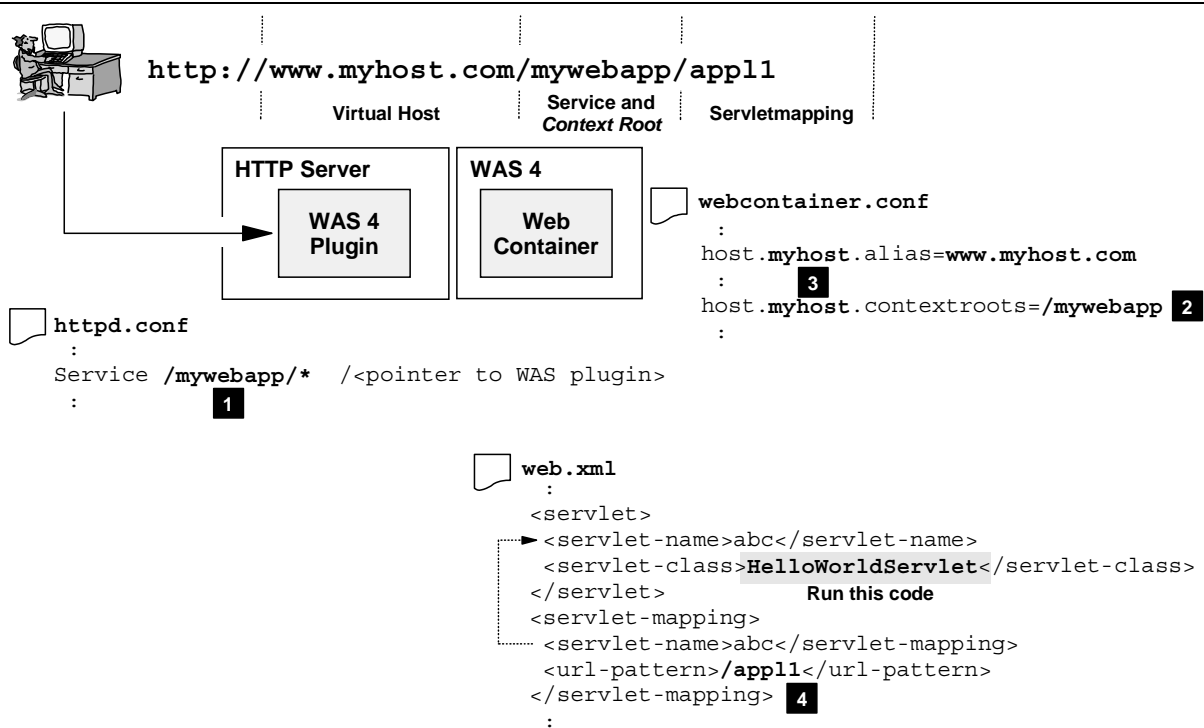 http://www.myhost.com/mywebapp/appl1
Virtual Host
Service and
Context Root
Servletmapping
HTTP Server
WAS 4
Plugin
WAS 4
Web
Container
webcontainer.conf
:
host.myhost.alias=www.myhost.com
: 3
host.myhost.contextroots=/mywebapp 2
:
httpd.conf
:
Service /mywebapp/* /<pointer to WAS plugin>
: 1
web.xml
:
<servlet>
<servlet-name>abc</servlet-name>
<servlet-class>HelloWorldServlet</servlet-class>
</servlet> Run this code
<servlet-mapping>
<servlet-name>abc</servlet-mapping>
<url-pattern>/appl1</url-pattern>
</servlet-mapping> 4
: